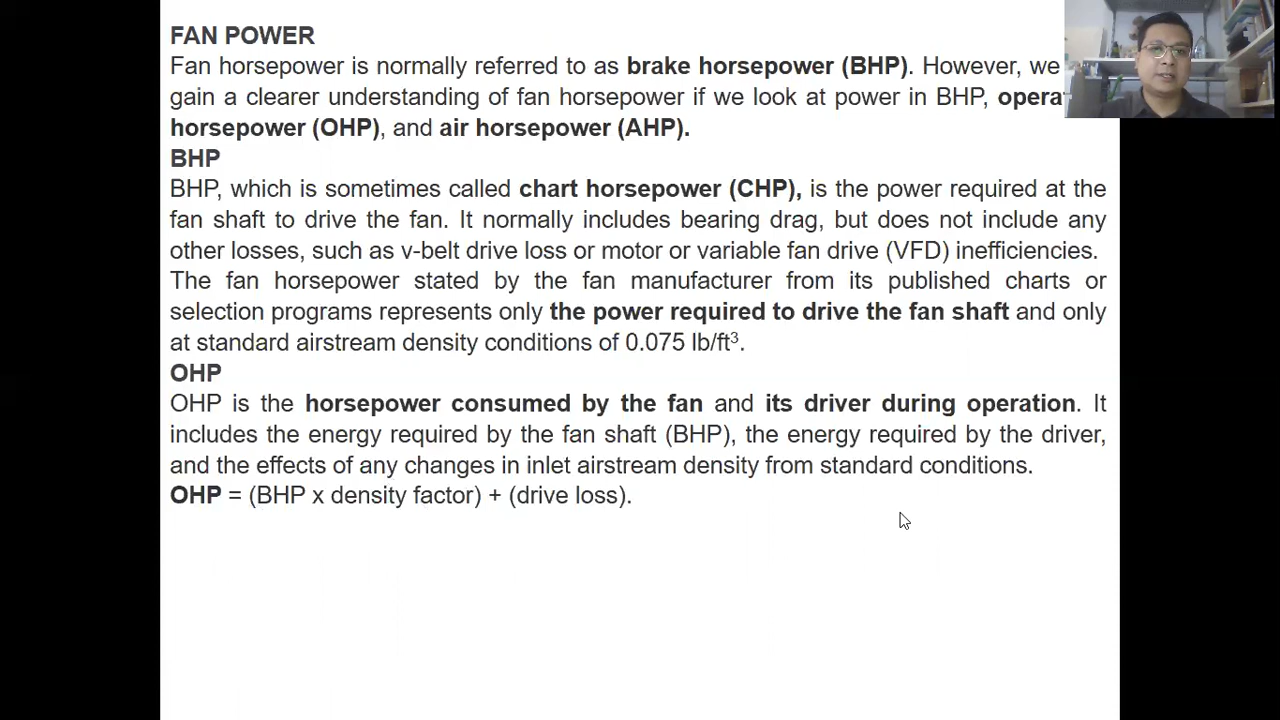 FAN POWER
Fan horsepower is normally referred to as brake horsepower (BHP). However, we
gain a clearer understanding of fan horsepower if we look at power in BHP,
horsepower (OHP), and air horsepower (AHP).
BHP
BHP, which is sometimes called chart horsepower (CHP), is the power required at the
fan shaft to drive the fan. It normally includes bearing drag, but does not include any
other losses, such as v-belt drive loss or motor or variable fan drive (VFD) inefficiencies.
The fan horsepower stated by the fan manufacturer from its published charts or
selection programs represents only the power required to drive the fan shaft and only
at standard airstream density conditions of 0.075 lb/ft³.
OHP
OHP is the horsepower consumed by the fan and its driver during operation. It
includes the energy required by the fan shaft (BHP), the energy required by the driver,
and the effects of any changes in inlet airstream density from standard conditions.
OHP = (BHP x density factor) + (drive loss).